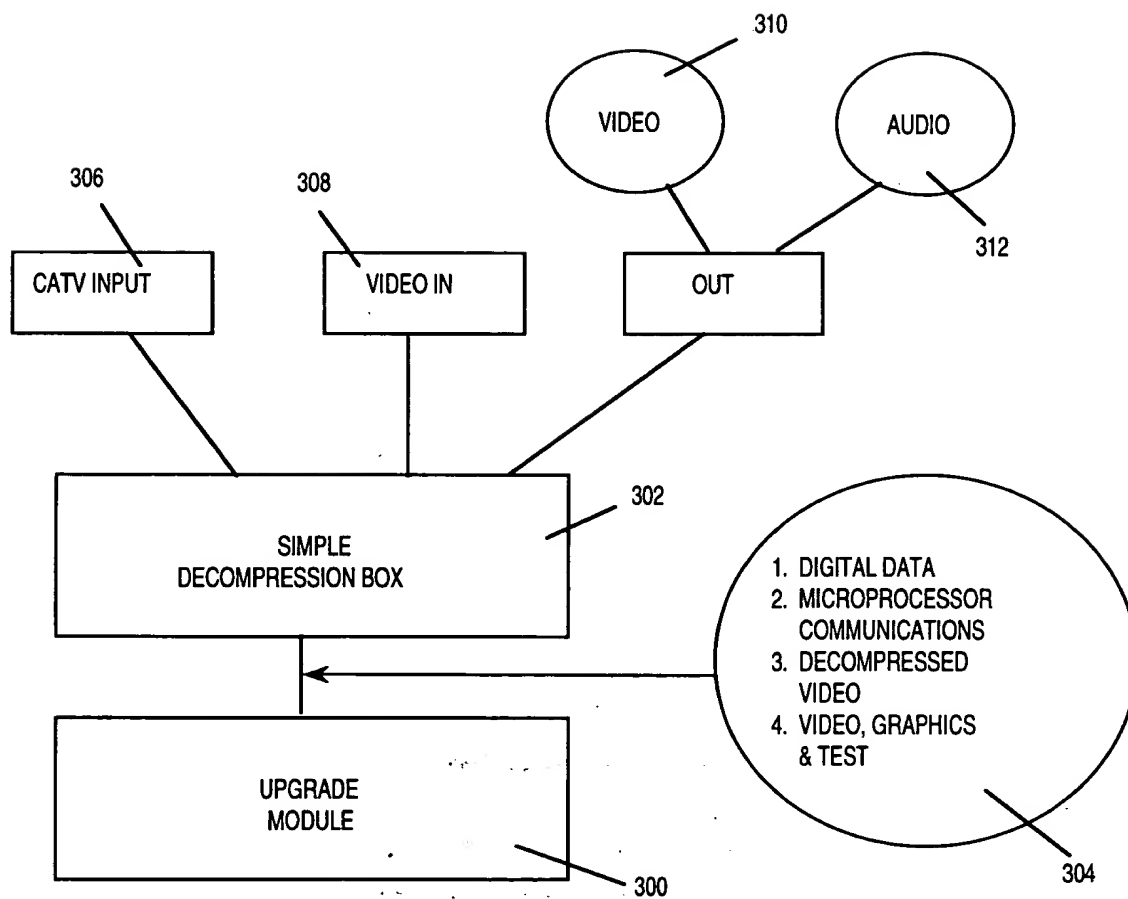 310
VIDEO
AUDIO
306
308
312
CATV INPUT
VIDEO IN
OUT
302
SIMPLE
DECOMPRESSION BOX
1. DIGITAL DATA
2. MICROPROCESSOR
COMMUNICATIONS
3. DECOMPRESSED
VIDEO
4. VIDEO, GRAPHICS
& TEST
UPGRADE
MODULE
304
300